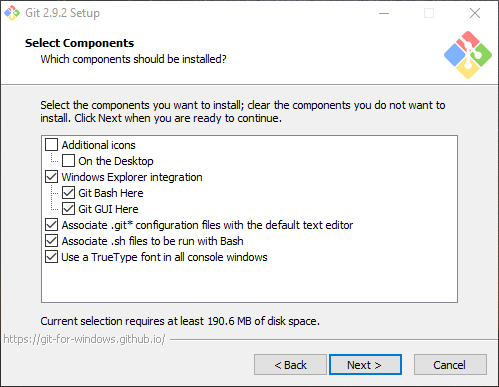 Git 2.9.2 Setup
Select Components
Which components should be installed?
Select the components you want to install; clear the components you do not want to
install. Click Next when you are ready to continue.
Additional icons
On the Desktop
Windows Explorer integration
Git Bash Here
Git GUI Here
Associate .git* configuration files with the default text editor
Associate .sh files to be run with Bash
Use a TrueType font in all console windows
Current selection requires at least 190.6 MB of disk space.
https://git-for-windows.github.io/
< Back
Next >
Cancel